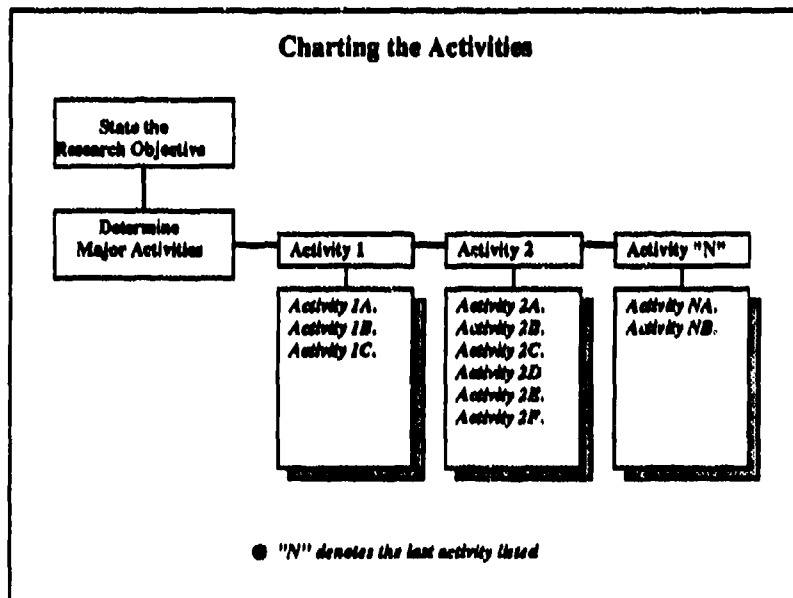 Charting the Activities
State the
Research Objective
Determine
Major Activities
Activity 1
Activity 2
Activity "N"
Activity 1A.
Activity 1B.
Activity 1C.
Activity 2A.
Activity 2B.
Activity 2C.
Activity 2D
Activity 2E.
Activity 2F.
Activity NA.
Activity NB.
"N" denotes the last activity listed